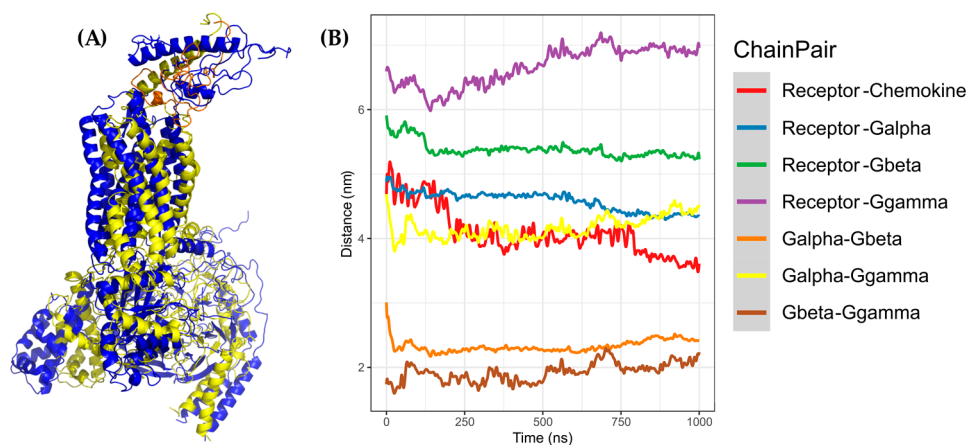 (A)
(B)
6
4
2
Distance (nm)
0
250
500
750
1000
Time (ns)
ChainPair
Receptor-Chemokine
Receptor-Galpha
Receptor-Gbeta
Receptor-Ggamma
Galpha-Gbeta
Galpha-Ggamma
Gbeta-Ggamma